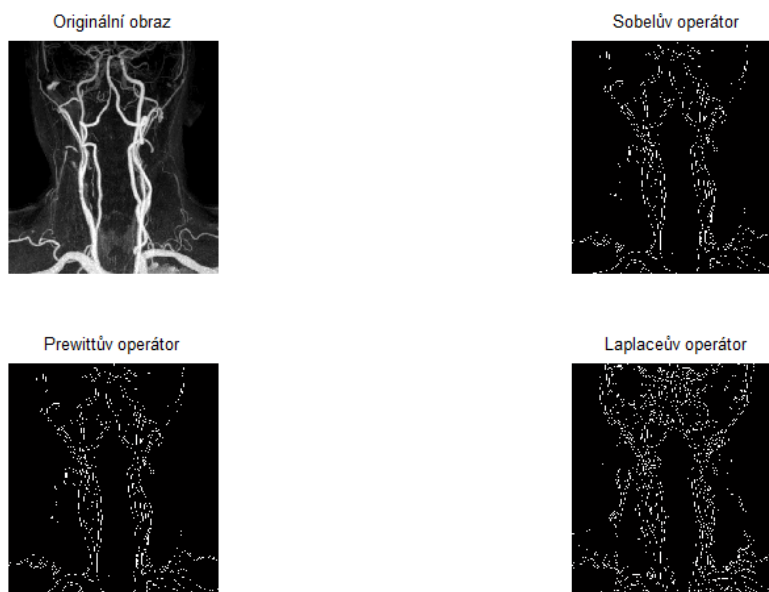 Originální obraz
Sobelův operátor
Prewittův operátor
Laplaceův operátor